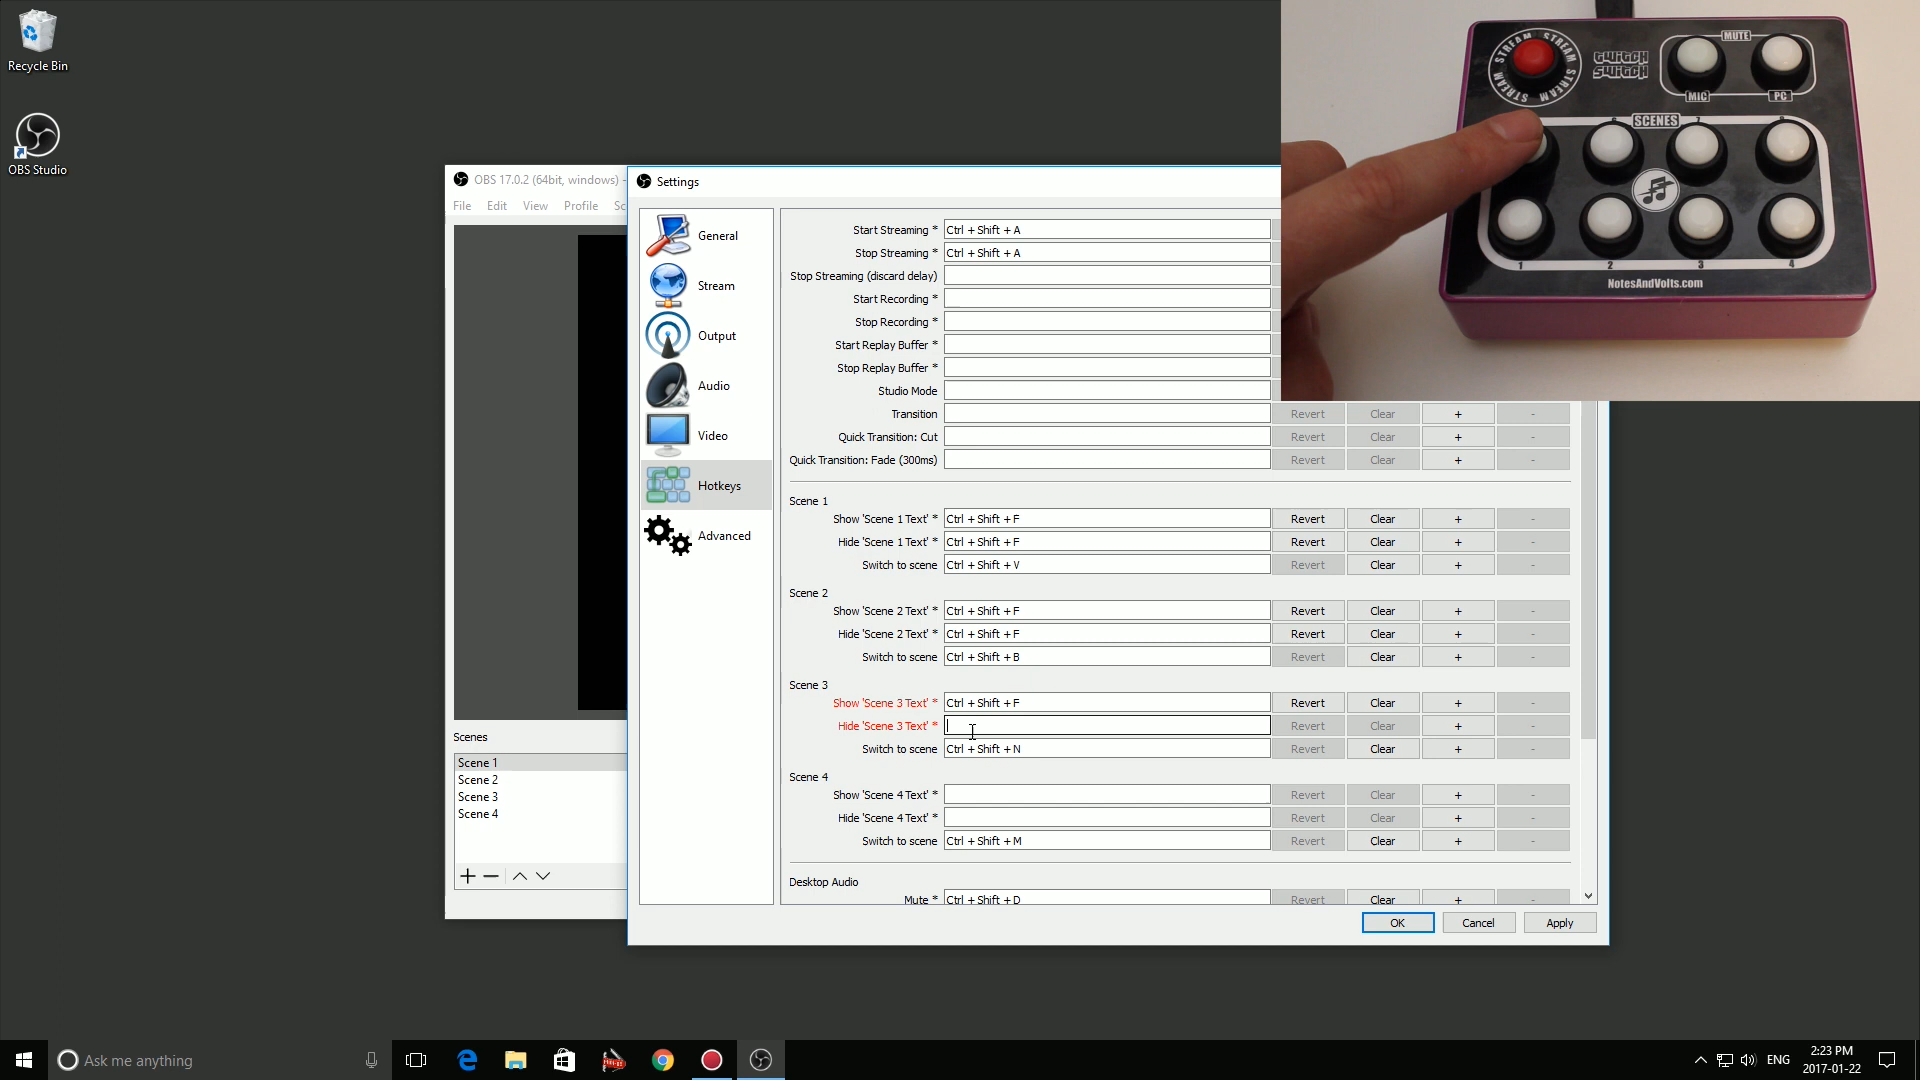 Recycle Bin
OBS Studio
OBS 17.0.2 (64bit, windows) -
File Edit View Profile Sc
Scenes
Scene 1
Scene 2
Scene 3
Scene 4
Settings
General
Stream
Output
Audio
Video
Hotkeys
Advanced
Start Streaming * Ctrl + Shift + A
Stop Streaming * Ctrl + Shift + A
Stop Streaming (discard delay)
Start Recording *
Stop Recording *
Start Replay Buffer *
Stop Replay Buffer *
Studio Mode
Transition Revert Clear + -
Quick Transition: Cut Revert Clear + -
Quick Transition: Fade (300ms) Revert Clear + -
Scene 1
Show 'Scene 1 Text' * Ctrl + Shift + F Revert Clear + -
Hide 'Scene 1 Text' * Ctrl + Shift + F Revert Clear + -
Switch to scene Ctrl + Shift + V Revert Clear + -
Scene 2
Show 'Scene 2 Text' * Ctrl + Shift + F Revert Clear + -
Hide 'Scene 2 Text' * Ctrl + Shift + F Revert Clear + -
Switch to scene Ctrl + Shift + B Revert Clear + -
Scene 3
Show 'Scene 3 Text' * Ctrl + Shift + F Revert Clear + -
Hide 'Scene 3 Text' * Revert Clear + -
Switch to scene Ctrl + Shift + N Revert Clear + -
Scene 4
Show 'Scene 4 Text' * Revert Clear + -
Hide 'Scene 4 Text' * Revert Clear + -
Switch to scene Ctrl + Shift + M Revert Clear + -
Desktop Audio
Mute * Ctrl + Shift + D Revert Clear + -
OK Cancel Apply
STREAM STREAM STREAM STREAM
TWITCH
SWITCH
MUTE
MIC PC
SCENES
1 2 3 4
NotesAndVolts.com
Ask me anything
ENG
2:23 PM
2017-01-22